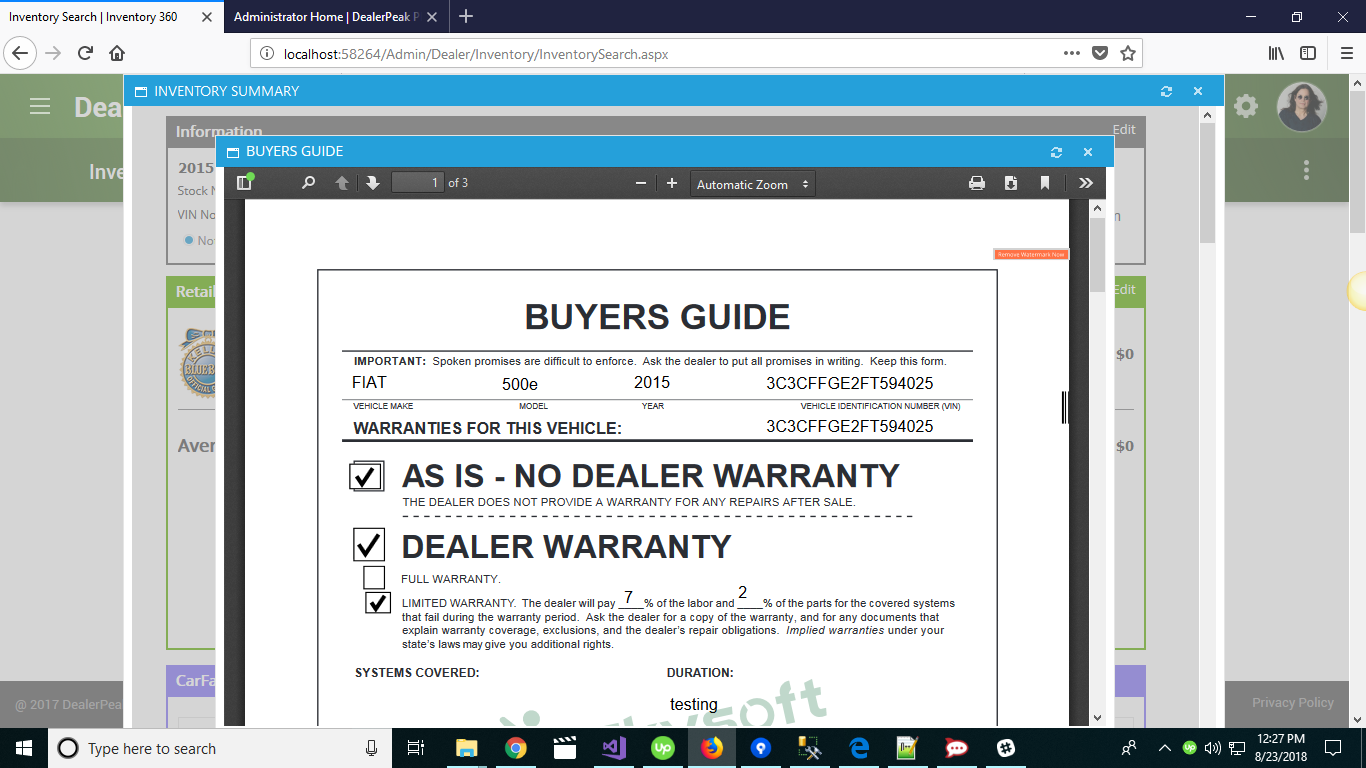 Inventory Search | Inventory 360
Administrator Home | DealerPeak P
localhost:58264/Admin/Dealer/Inventory/InventorySearch.aspx
Dea
INVENTORY SUMMARY
Inve
Information
Edit
2015
Stock N
VIN No
No
BUYERS GUIDE
1 of 3
Automatic Zoom
Remove Watermark Now
Retail
Edit
$0
Aver
$0
BUYERS GUIDE
IMPORTANT: Spoken promises are difficult to enforce. Ask the dealer to put all promises in writing. Keep this form.
FIAT 500e 2015 3C3CFFGE2FT594025
VEHICLE MAKE MODEL YEAR VEHICLE IDENTIFICATION NUMBER (VIN)
WARRANTIES FOR THIS VEHICLE: 3C3CFFGE2FT594025
AS IS - NO DEALER WARRANTY
THE DEALER DOES NOT PROVIDE A WARRANTY FOR ANY REPAIRS AFTER SALE.
DEALER WARRANTY
FULL WARRANTY.
LIMITED WARRANTY. The dealer will pay 7 % of the labor and 2 % of the parts for the covered systems
that fail during the warranty period. Ask the dealer for a copy of the warranty, and for any documents that
explain warranty coverage, exclusions, and the dealer's repair obligations. Implied warranties under your
state's laws may give you additional rights.
SYSTEMS COVERED: DURATION:
testing
CarFa
@ 2017 DealerPea
Privacy Policy
Type here to search
12:27 PM
8/23/2018